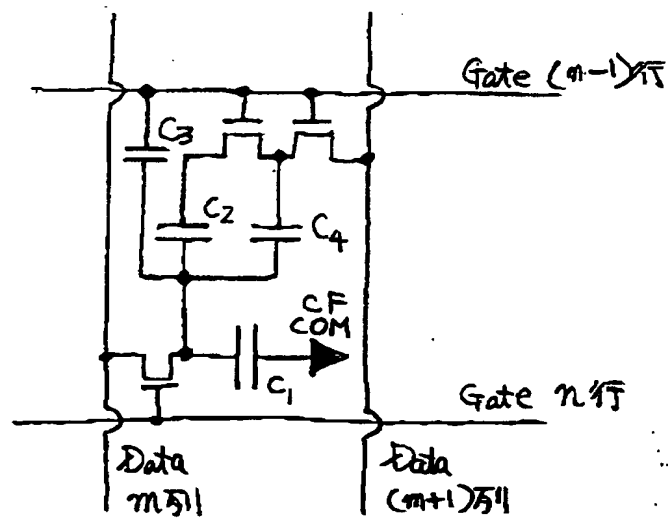 Gate (n-1)行
C3
C2
C4
CF
COM
C1
Gate n行
Data
m列
Data
(m+1)列